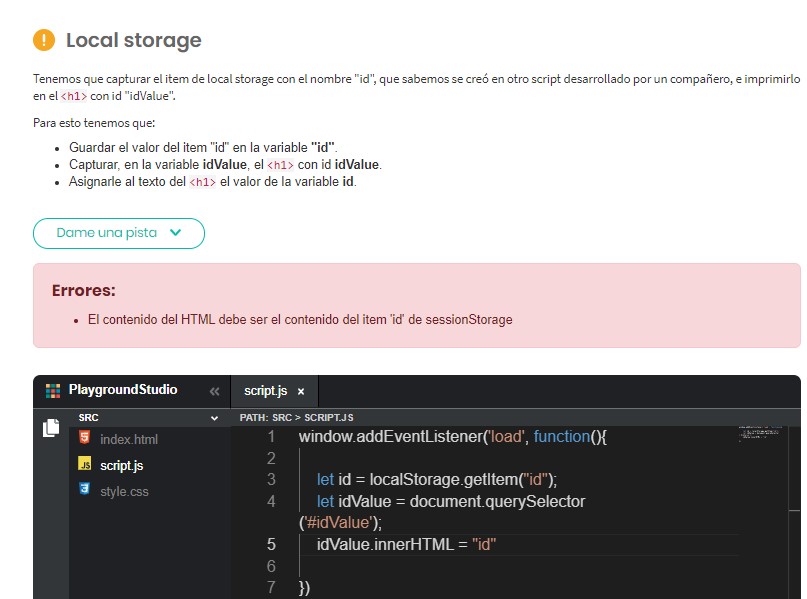 Local storage
Tenemos que capturar el item de local storage con el nombre "id", que sabemos se creó en otro script desarrollado por un compañero, e imprimirlo
en el <h1> con id "idValue".
Para esto tenemos que:
• Guardar el valor del item "id" en la variable "id".
• Capturar, en la variable idValue, el <h1> con id idValue.
• Asignarle al texto del <h1> el valor de la variable id.
Dame una pista
Errores:
• El contenido del HTML debe ser el contenido del item 'id' de sessionStorage
PlaygroundStudio « script.js ×
SRC PATH: SRC > SCRIPT.JS
index.html
JS script.js
style.css
1 window.addEventListener('load', function(){
2
3 let id = localStorage.getItem("id");
4 let idValue = document.querySelector
('#idValue');
5 idValue.innerHTML = "id"
6
7 })